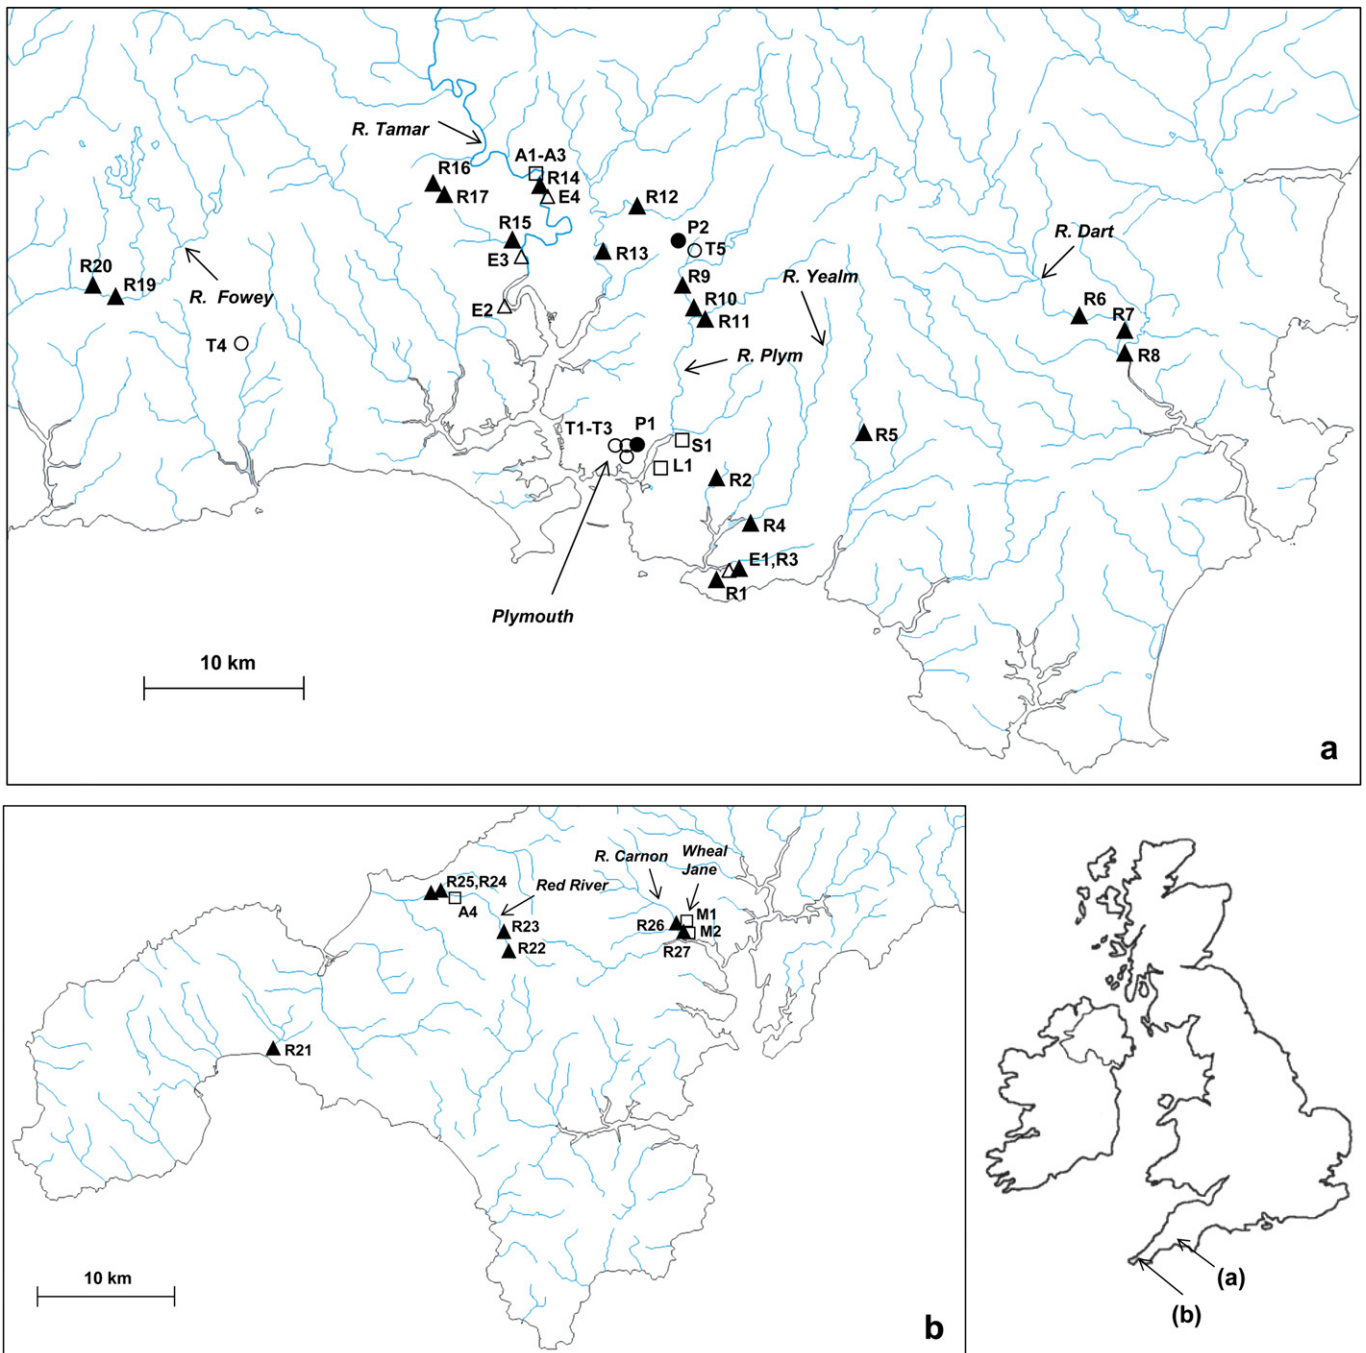 R. Tamar
A1-A3
R16
R14
R17
E4
R12
R15
P2
T5
R. Dart
E3
R13
R20
R9
R. Yealm
R19
R. Fowey
R10
R6
E2
R11
R7
T4
R. Plym
R8
T1-T3
P1
R5
S1
L1
R2
R4
E1,R3
R1
Plymouth
10 km
a
R. Carnon
Wheal
Jane
R25,R24
Red River
A4
M1
R23
R26
M2
R22
R27
R21
10 km
b
(a)
(b)